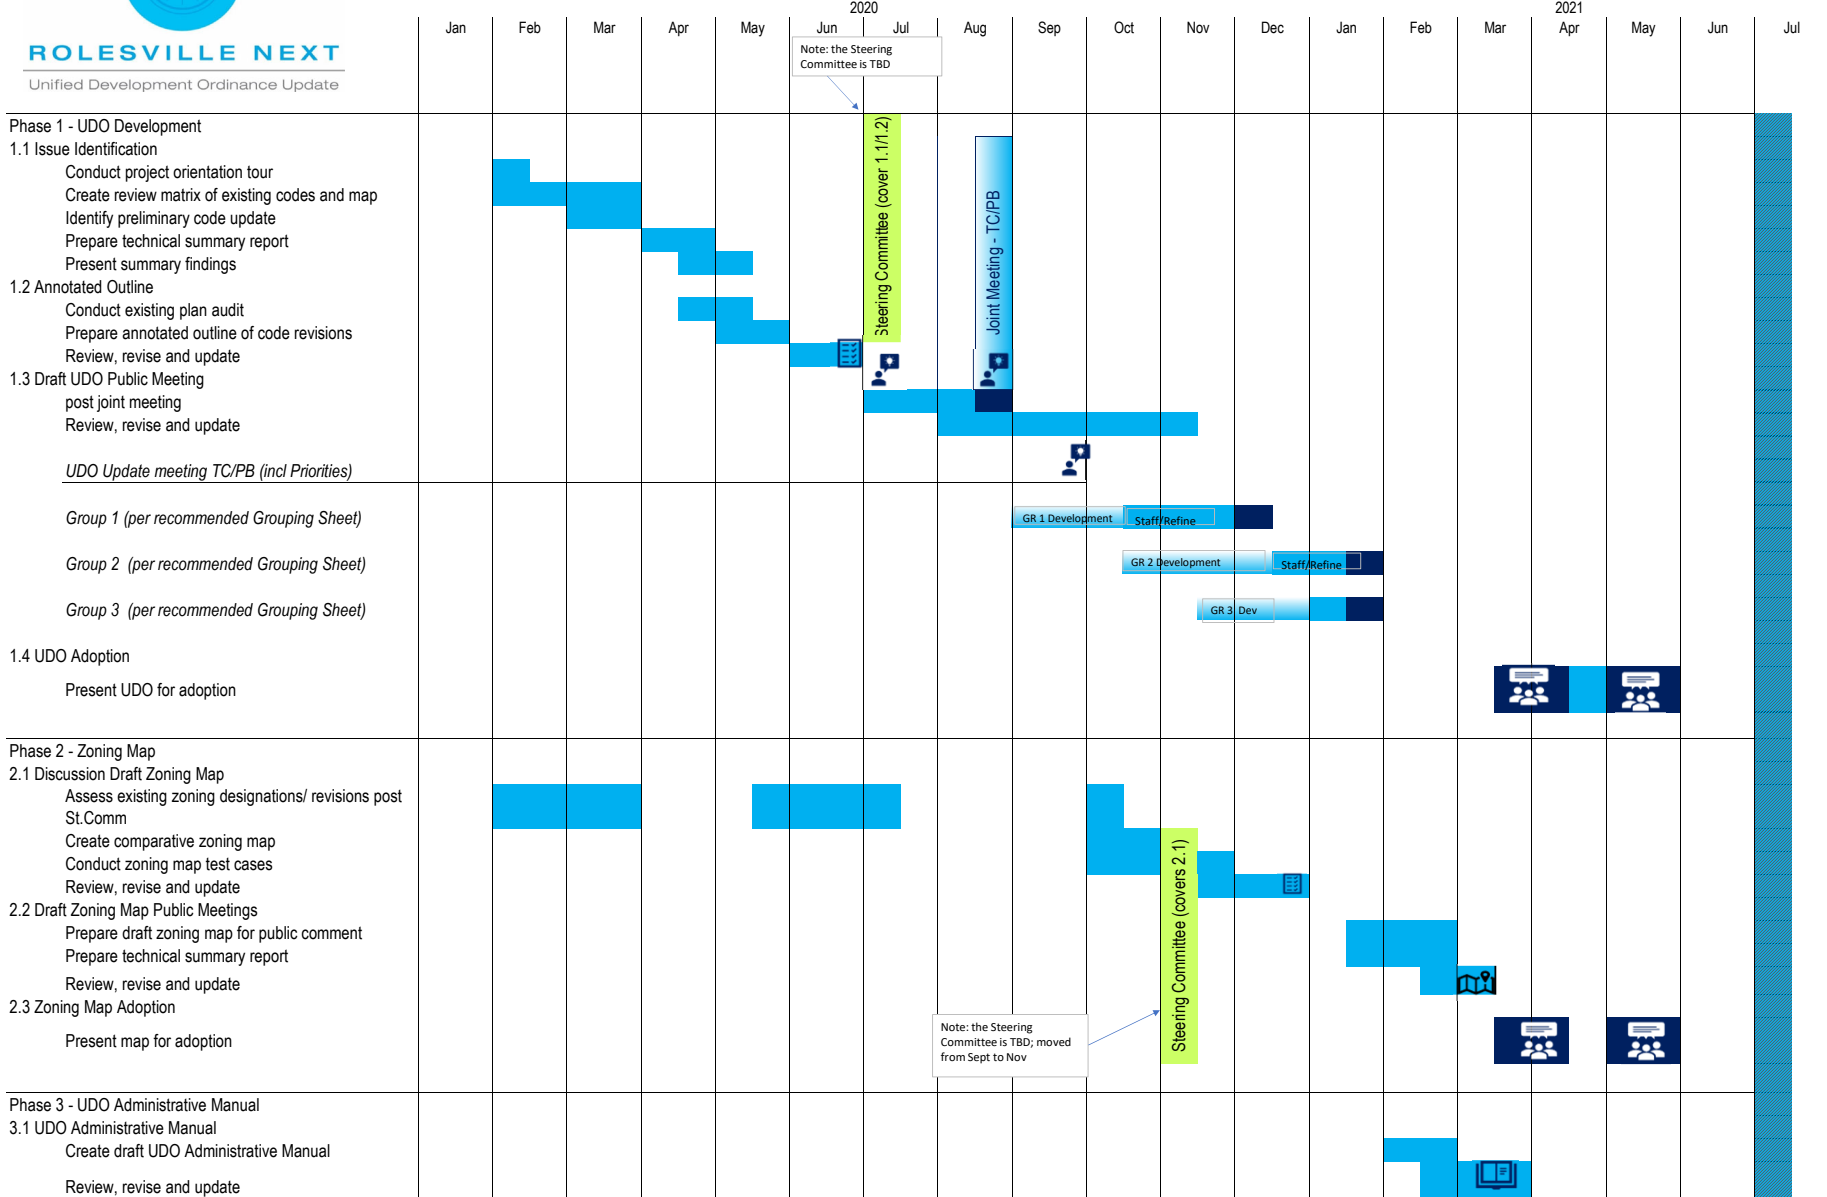 2020
2021
Jan Feb Mar Apr May Jun Jul Aug Sep Oct Nov Dec Jan Feb Mar Apr May Jun Jul
ROLESVILLE NEXT
Unified Development Ordinance Update
Note: the Steering
Committee is TBD
Phase 1 - UDO Development
1.1 Issue Identification
Conduct project orientation tour
Create review matrix of existing codes and map
Identify preliminary code update
Prepare technical summary report
Present summary findings
Steering Committee (cover 1.1/1.2)
Joint Meeting - TC/PB
1.2 Annotated Outline
Conduct existing plan audit
Prepare annotated outline of code revisions
Review, revise and update
1.3 Draft UDO Public Meeting
post joint meeting
Review, revise and update
UDO Update meeting TC/PB (incl Priorities)
Group 1 (per recommended Grouping Sheet)
GR 1 Development
Staff/Refine
Group 2 (per recommended Grouping Sheet)
GR 2 Development
Staff/Refine
Group 3 (per recommended Grouping Sheet)
GR 3 Dev
1.4 UDO Adoption
Present UDO for adoption
Phase 2 - Zoning Map
2.1 Discussion Draft Zoning Map
Assess existing zoning designations/ revisions post
St.Comm
Create comparative zoning map
Conduct zoning map test cases
Review, revise and update
Steering Committee (covers 2.1)
2.2 Draft Zoning Map Public Meetings
Prepare draft zoning map for public comment
Prepare technical summary report
Review, revise and update
2.3 Zoning Map Adoption
Note: the Steering
Committee is TBD; moved
from Sept to Nov
Present map for adoption
Phase 3 - UDO Administrative Manual
3.1 UDO Administrative Manual
Create draft UDO Administrative Manual
Review, revise and update